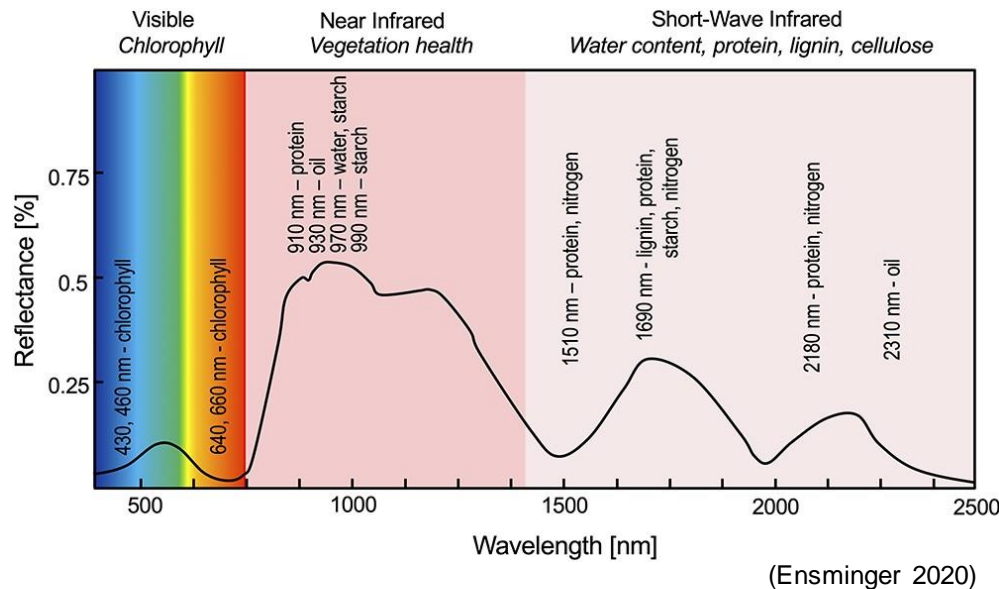 Visible
Chlorophyll
Near Infrared
Vegetation health
Short-Wave Infrared
Water content, protein, lignin, cellulose
Reflectance [%]
0.75
0.5
0.25
430, 460 nm - chlorophyll
640, 660 nm - chlorophyll
910 nm – protein
930 nm – oil
970 nm – water, starch
990 nm – starch
1510 nm – protein, nitrogen
1690 nm - lignin, protein,
starch, nitrogen
2180 nm - protein, nitrogen
2310 nm - oil
500
1000
1500
2000
2500
Wavelength [nm]
(Ensminger 2020)